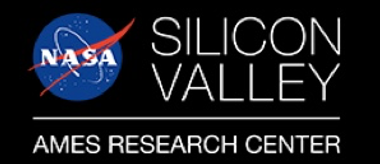 NASA
SILICON
VALLEY
AMES RESEARCH CENTER